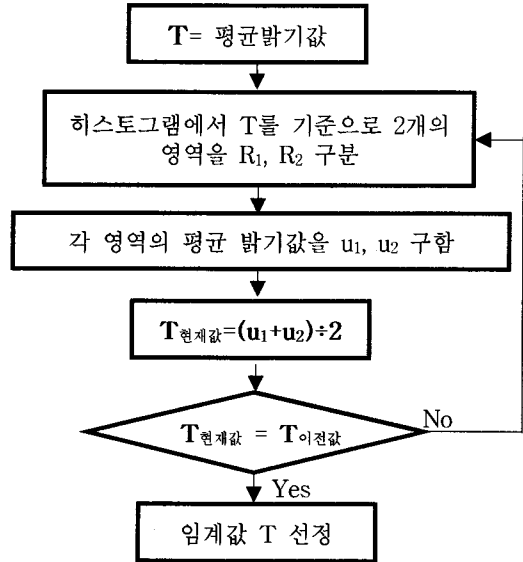 T= 평균밝기값
히스토그램에서 T를 기준으로 2개의
영역을 R₁, R₂ 구분
각 영역의 평균 밝기값을 u₁, u₂ 구함
T현재값=(u₁+u₂)÷2
T현재값 = T이전값
No
Yes
임계값 T 선정